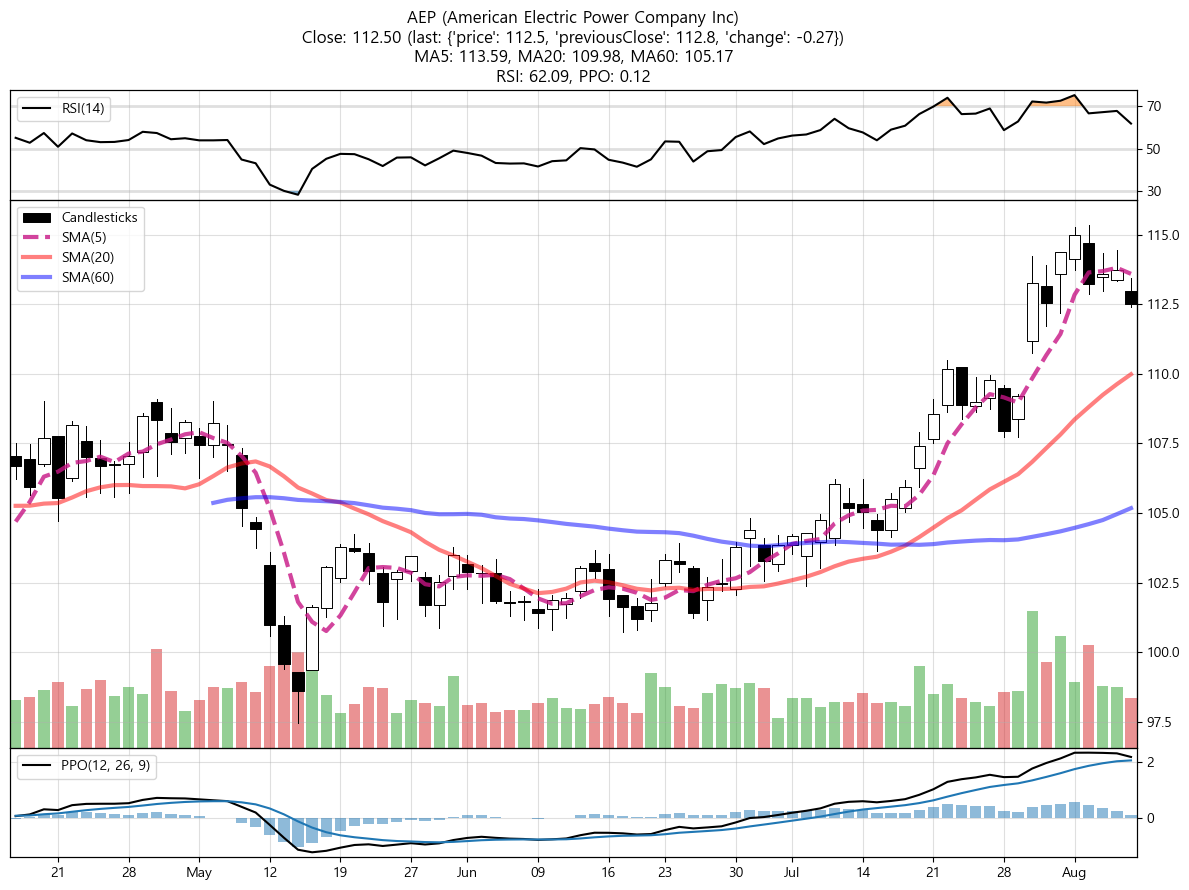 AEP (American Electric Power Company Inc)
Close: 112.50 (last: {'price': 112.5, 'previousClose': 112.8, 'change': -0.27})
MA5: 113.59, MA20: 109.98, MA60: 105.17
RSI: 62.09, PPO: 0.12
RSI(14)
70
50
30
Candlesticks
SMA(5)
SMA(20)
SMA(60)
115.0
112.5
110.0
107.5
105.0
102.5
100.0
97.5
PPO(12, 26, 9)
2
0
21 28 May 12 19 27 Jun 09 16 23 30 Jul 14 21 28 Aug